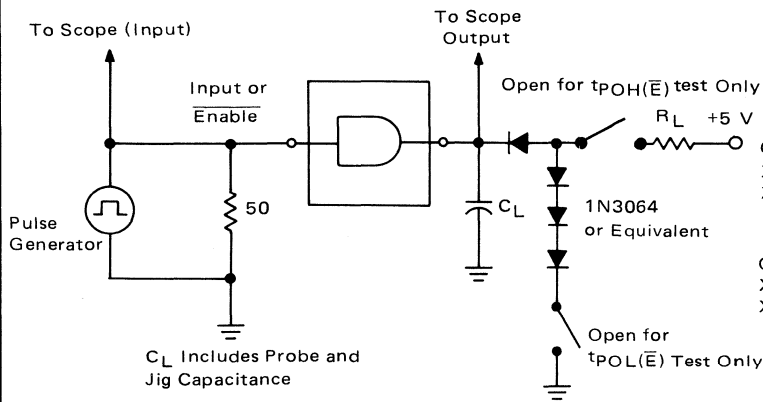 To Scope (Input)
To Scope
Output
Input or
Enable
Open for tPOH(E̅) test Only
RL
+5 V
50
CL
1N3064
or Equivalent
Pulse
Generator
Open for
tPOL(E̅) Test Only
CL Includes Probe and
Jig Capacitance